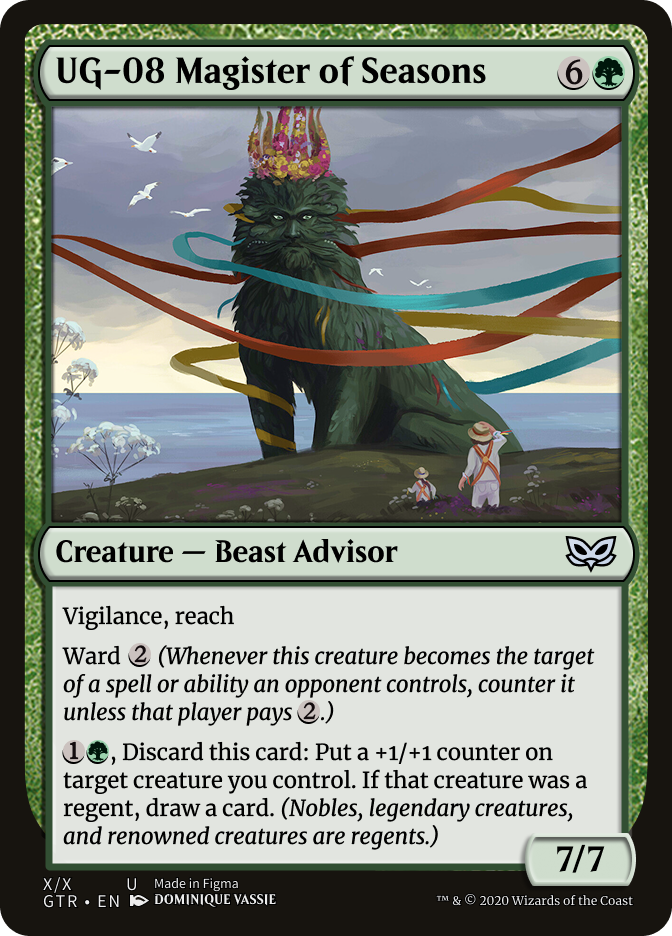 UG-08 Magister of Seasons 6
Creature — Beast Advisor
Vigilance, reach
Ward 2 (Whenever this creature becomes the target
of a spell or ability an opponent controls, counter it
unless that player pays 2.)
1, Discard this card: Put a +1/+1 counter on
target creature you control. If that creature was a
regent, draw a card. (Nobles, legendary creatures,
and renowned creatures are regents.)
7/7
X/X U Made in Figma
GTR • EN DOMINIQUE VASSIE
™ & © 2020 Wizards of the Coast